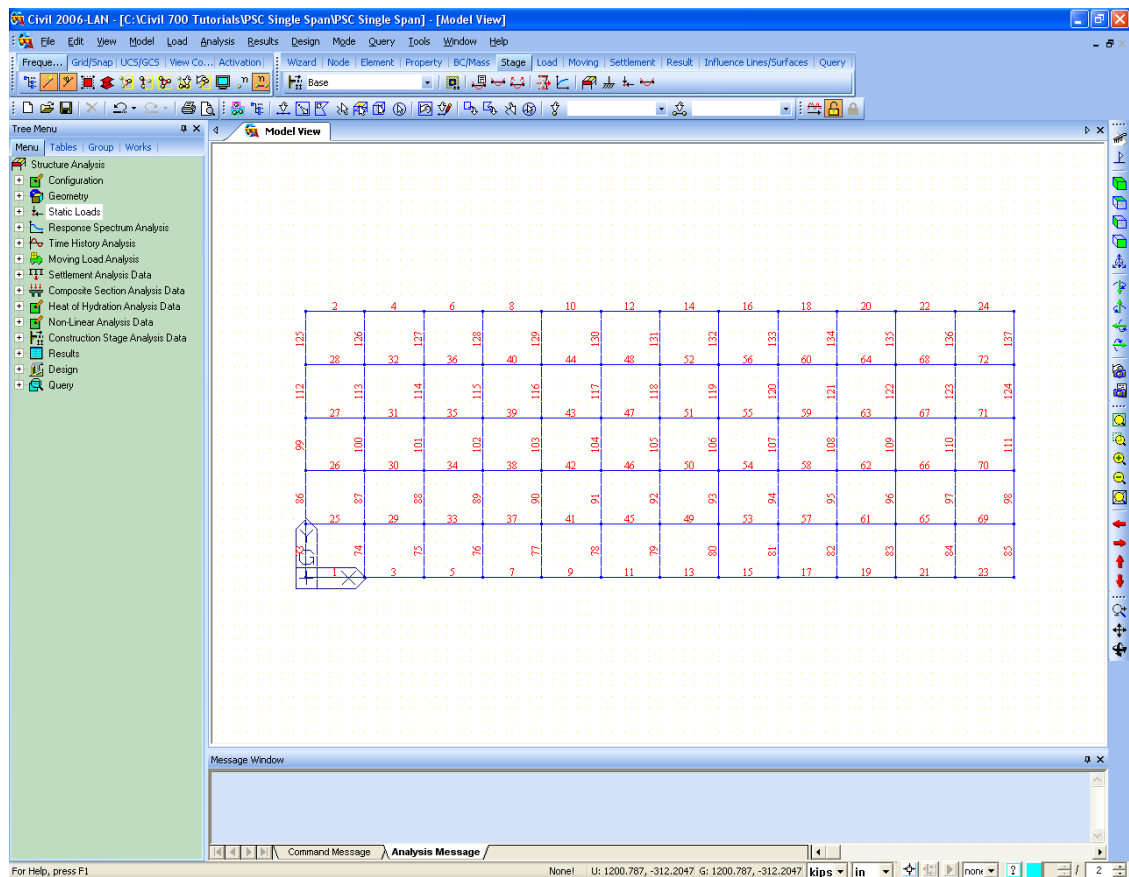 Civil 2006-LAN - [C:\Civil 700 Tutorials\PSC Single Span\PSC Single Span] - [Model View]
File Edit View Model Load Analysis Results Design Mode Query Tools Window Help
Freque... Grid/Snap UCS/GCS View Co... Activation Wizard Node Element Property BC/Mass Stage Load Moving Settlement Result Influence Lines/Surfaces Query
Base
Tree Menu
Model View
Menu Tables Group Works
Structure Analysis
Configuration
Geometry
Static Loads
Response Spectrum Analysis
Time History Analysis
Moving Load Analysis
Settlement Analysis Data
Composite Section Analysis Data
Heat of Hydration Analysis Data
Non-Linear Analysis Data
Construction Stage Analysis Data
Results
Design
Query
2 4 6 8 10 12 14 16 18 20 22 24
125 126 127 128 129 130 131 132 133 134 135 136 137
28 32 36 40 44 48 52 56 60 64 68 72
112 113 114 115 116 117 118 119 120 121 122 123 124
27 31 35 39 43 47 51 55 59 63 67 71
99 100 101 102 103 104 105 106 107 108 109 110 111
26 30 34 38 42 46 50 54 58 62 66 70
86 87 88 89 90 91 92 93 94 95 96 97 98
25 29 33 37 41 45 49 53 57 61 65 69
Y
73 74 75 76 77 78 79 80 81 82 83 84 85
G
1 X 3 5 7 9 11 13 15 17 19 21 23
Message Window
Command Message Analysis Message
For Help, press F1 None! U: 1200.787, -312.2047 G: 1200.787, -312.2047 kips in none ? / 2